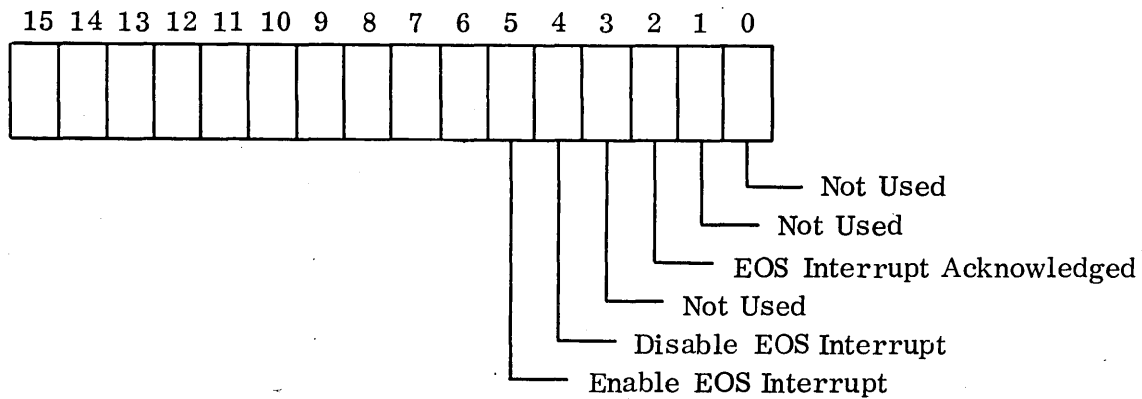 15 14 13 12 11 10 9 8 7 6 5 4 3 2 1 0
Not Used
Not Used
EOS Interrupt Acknowledged
Not Used
Disable EOS Interrupt
Enable EOS Interrupt